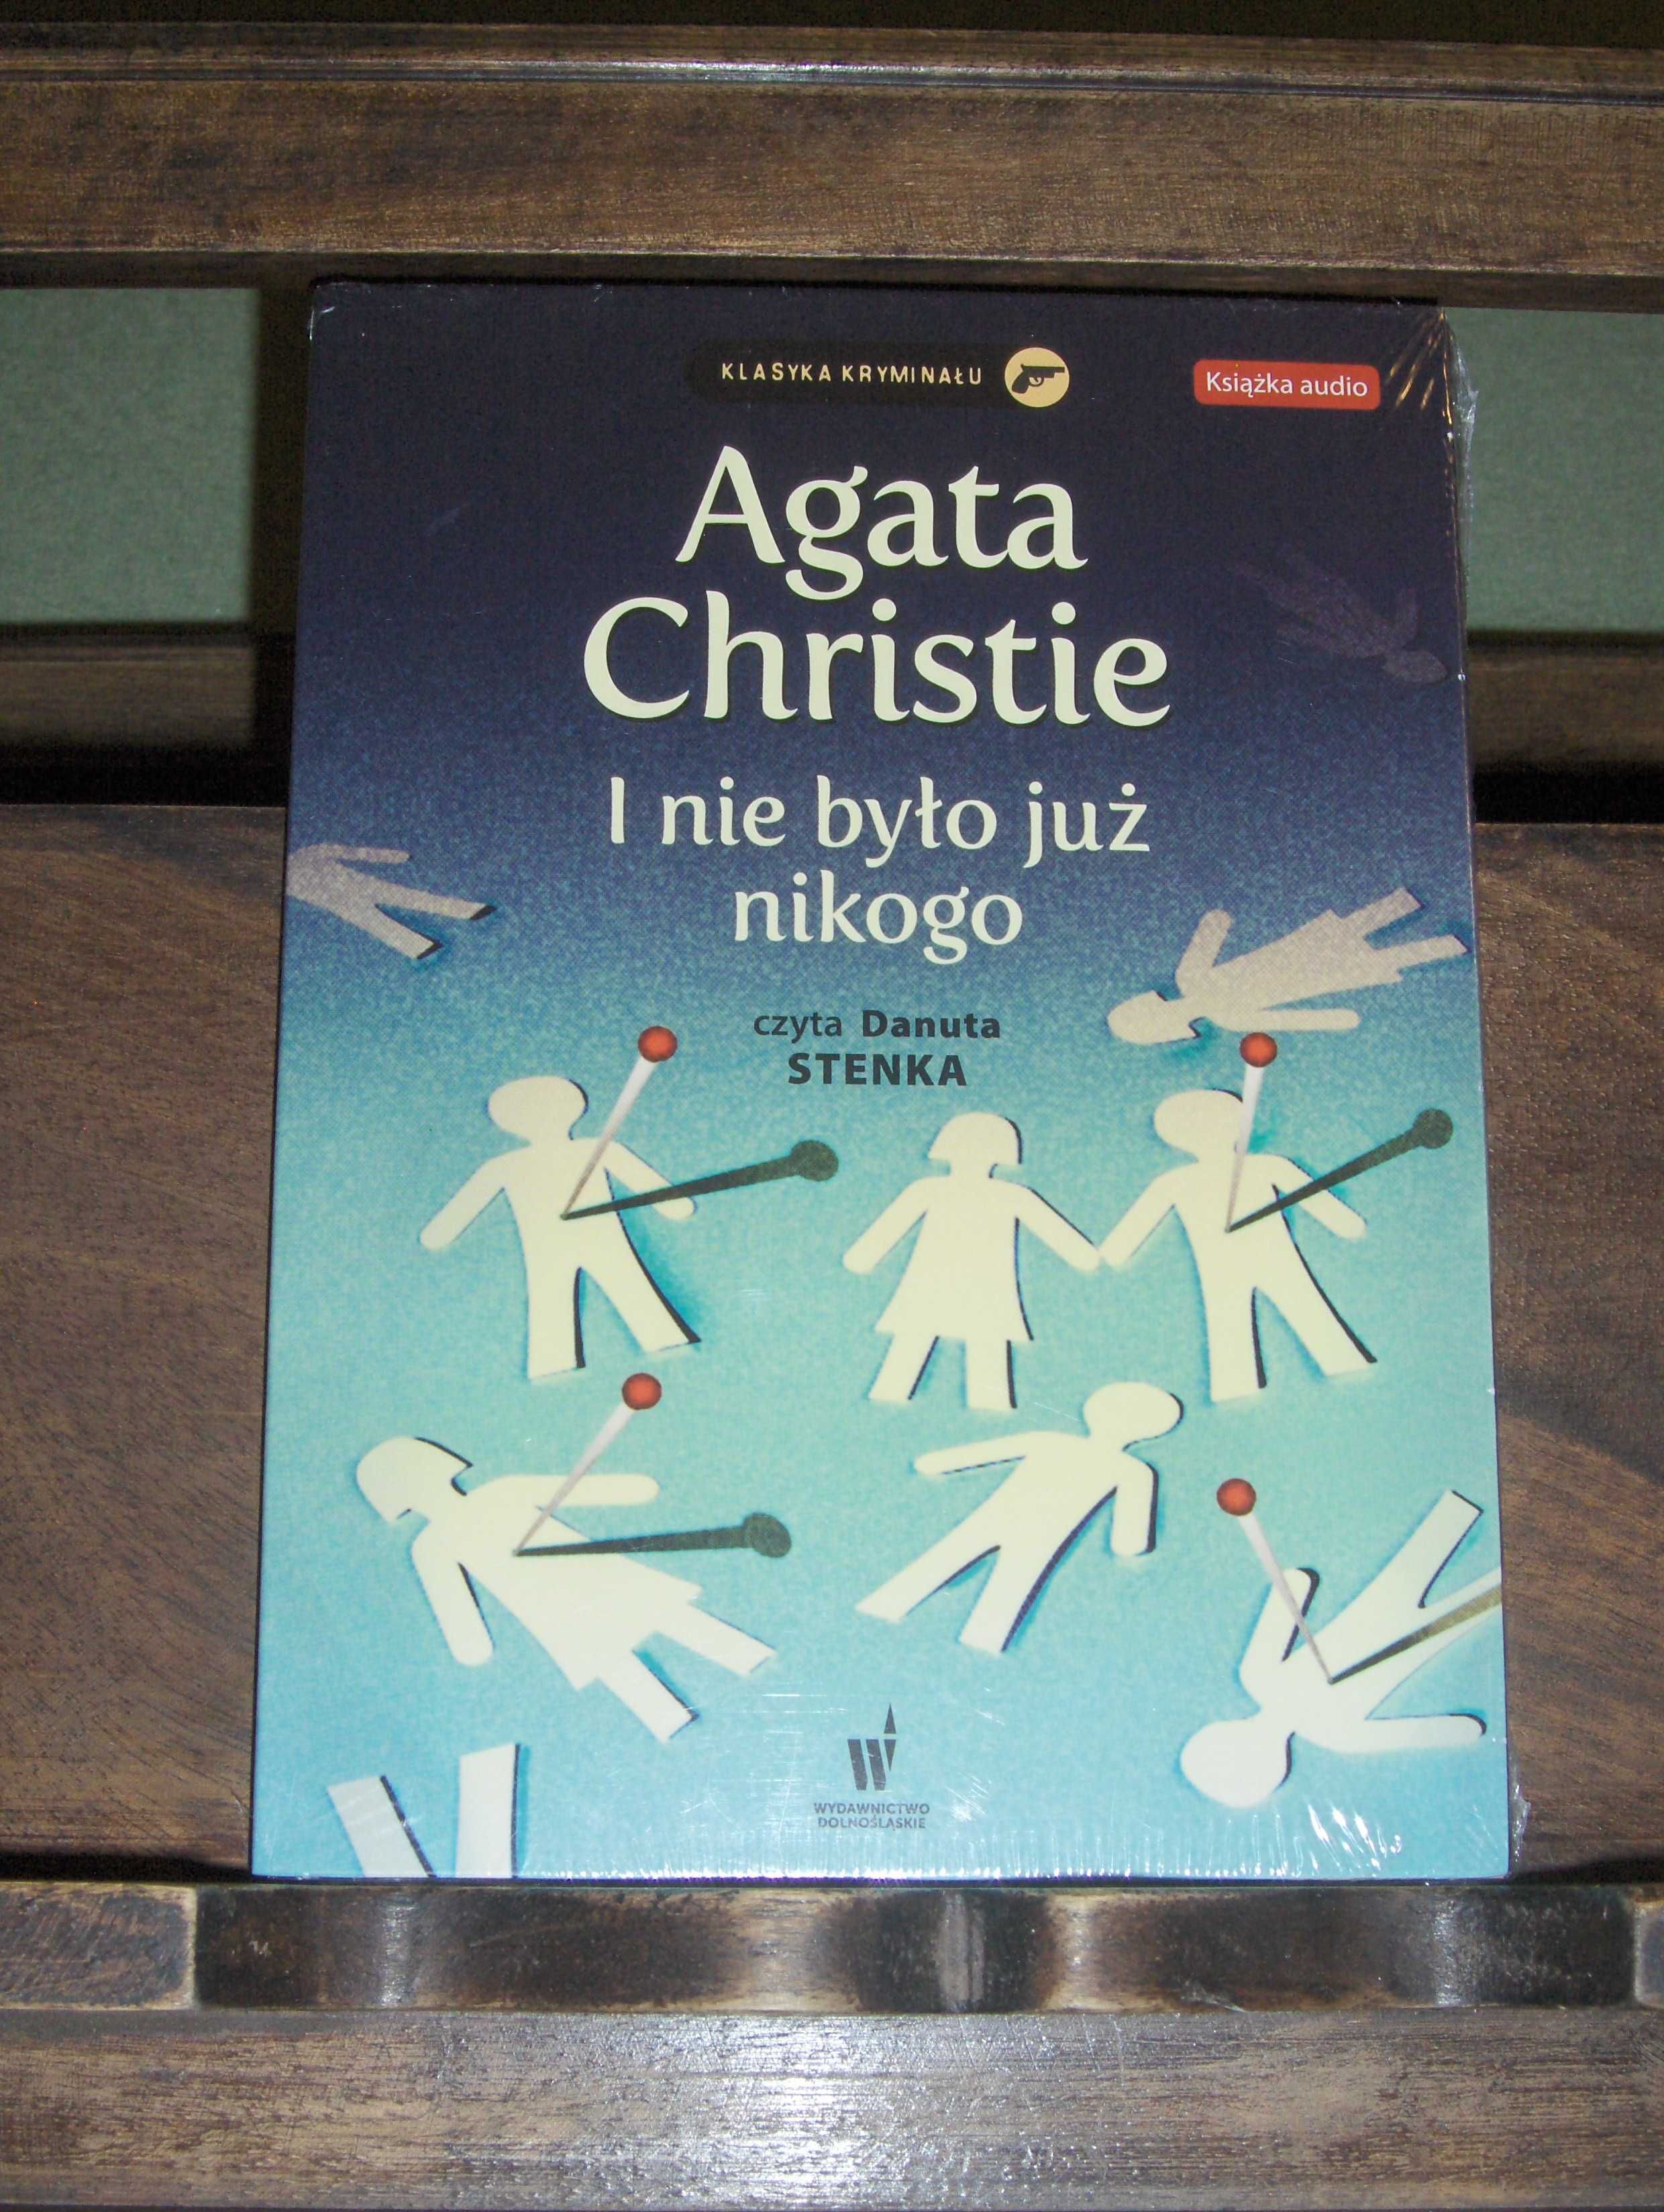 KLASYKA KRYMINAŁU
Książka audio
Agata
Christie
I nie było już
nikogo
czyta Danuta
STENKA
W
WYDAWNICTWO
DOLNOŚLĄSKIE